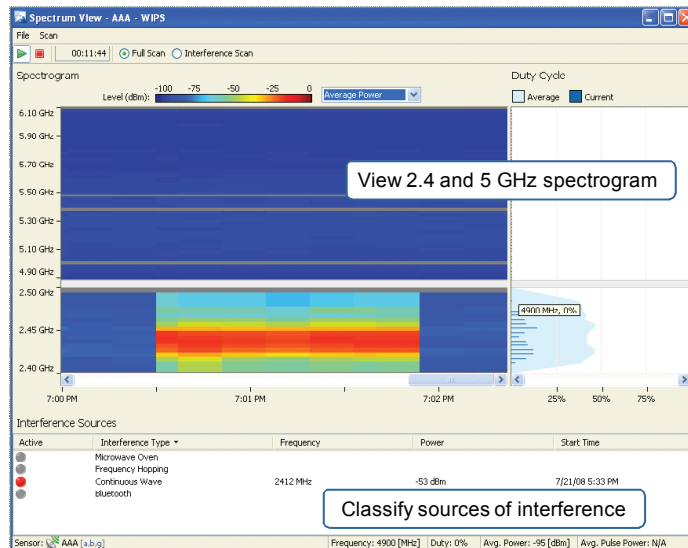 Spectrum View - AAA - WIPS
File Scan
00:11:44 Full Scan Interference Scan
Spectrogram Duty Cycle
-100 -75 -50 -25 0
Level (dBm): Average Power Average Current
6.10 GHz
5.90 GHz
5.70 GHz
View 2.4 and 5 GHz spectrogram
5.50 GHz
5.30 GHz
5.10 GHz
4.90 GHz
2.50 GHz
4900 MHz, 0%
2.45 GHz
2.40 GHz
7:00 PM 7:01 PM 7:02 PM 25% 50% 75%
Interference Sources
Active Interference Type Frequency Power Start Time
Microwave Oven
Frequency Hopping
Continuous Wave 2412 MHz -53 dBm 7/21/08 5:33 PM
bluetooth
Classify sources of interference
Sensor: AAA [a,b,g] Frequency: 4900 [MHz] Duty: 0% Avg. Power: -95 [dBm] Avg. Pulse Power: N/A